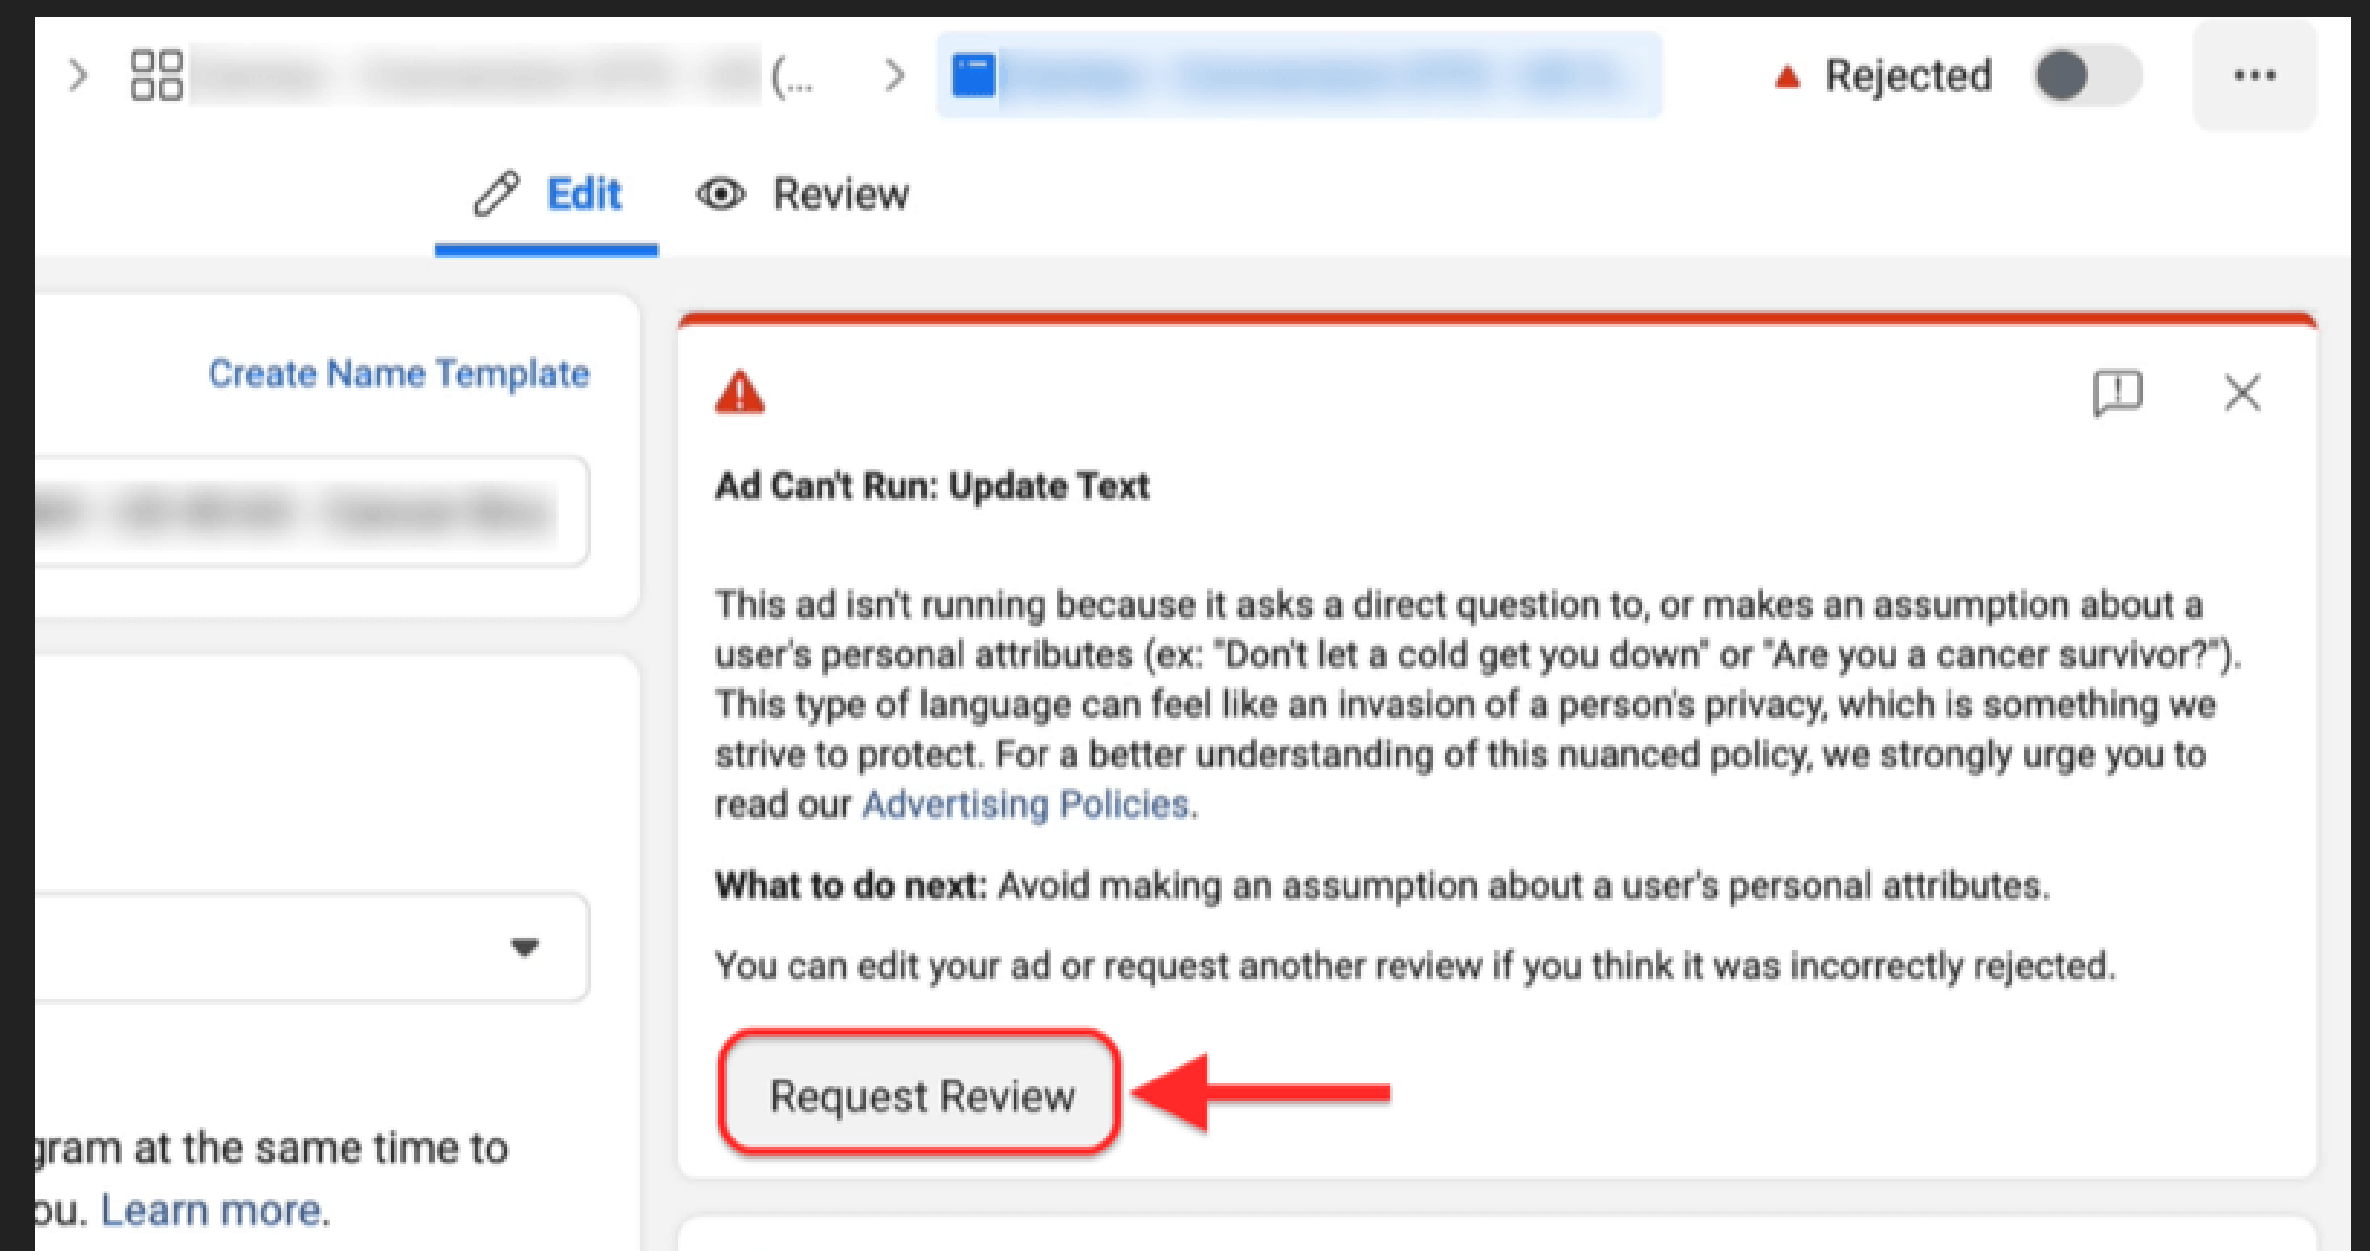 (...
Rejected
Edit
Review
Create Name Template
Ad Can't Run: Update Text
This ad isn't running because it asks a direct question to, or makes an assumption about a
user's personal attributes (ex: "Don't let a cold get you down" or "Are you a cancer survivor?").
This type of language can feel like an invasion of a person's privacy, which is something we
strive to protect. For a better understanding of this nuanced policy, we strongly urge you to
read our Advertising Policies.
What to do next: Avoid making an assumption about a user's personal attributes.
You can edit your ad or request another review if you think it was incorrectly rejected.
Request Review
gram at the same time to
ou. Learn more.